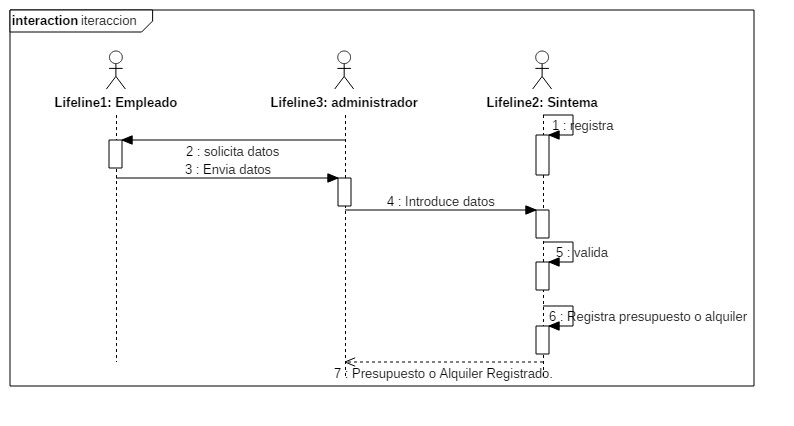 interaction iteraccion
Lifeline1: Empleado
Lifeline3: administrador
Lifeline2: Sintema
1 : registra
2 : solicita datos
3 : Envia datos
4 : Introduce datos
5 : valida
6 : Registra presupuesto o alquiler
7 : Presupuesto o Alquiler Registrado.